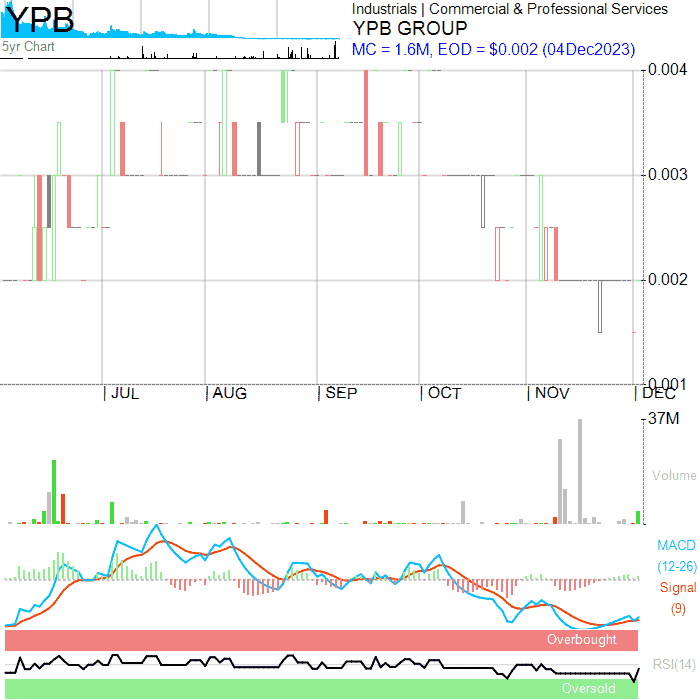 YPB
Industrials | Commercial & Professional Services
YPB GROUP
5yr Chart
MC = 1.6M, EOD = $0.002 (04Dec2023)
0.004
0.003
0.002
0.001
JUL
AUG
SEP
OCT
NOV
DEC
37M
Volume
MACD
(12-26)
Signal
(9)
Overbought
RSI(14)
Oversold